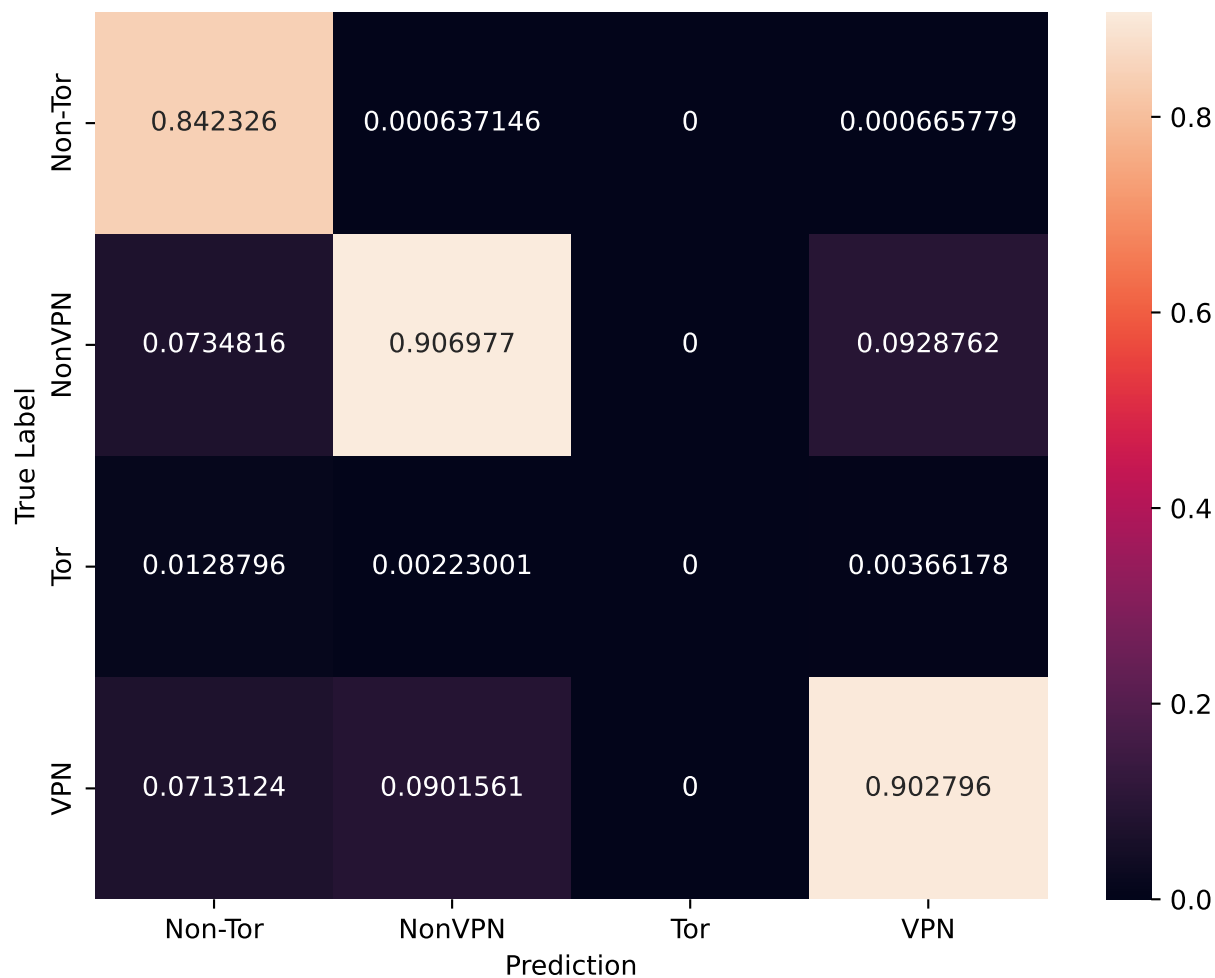 True Label
Non-Tor
0.842326
0.000637146
0
0.000665779
NonVPN
0.0734816
0.906977
0
0.0928762
Tor
0.0128796
0.00223001
0
0.00366178
VPN
0.0713124
0.0901561
0
0.902796
Non-Tor
NonVPN
Tor
VPN
Prediction
0.8
0.6
0.4
0.2
0.0